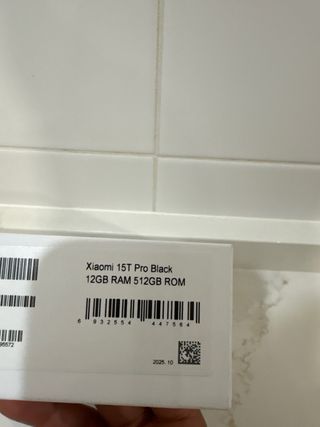 Xiaomi 15T Pro Black
12GB RAM 512GB ROM
6 932554 447564
2025.10